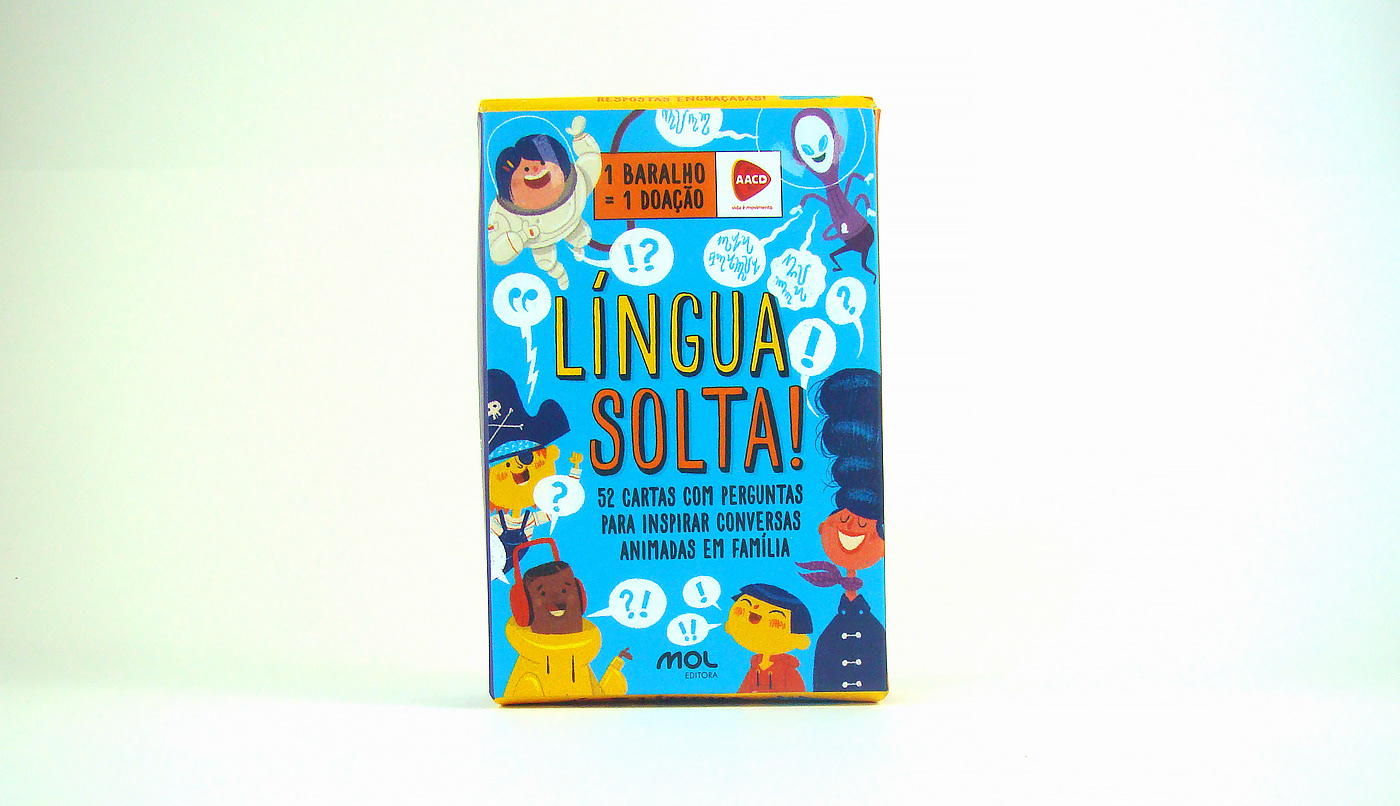 RESPOSTAS ENGRAÇADAS!
1 BARALHO
= 1 DOAÇÃO
AACD
vida é movimento
!?
LÍNGUA
SOLTA!
52 CARTAS COM PERGUNTAS
PARA INSPIRAR CONVERSAS
ANIMADAS EM FAMÍLIA
?!
!
!!
MOL
EDITORA